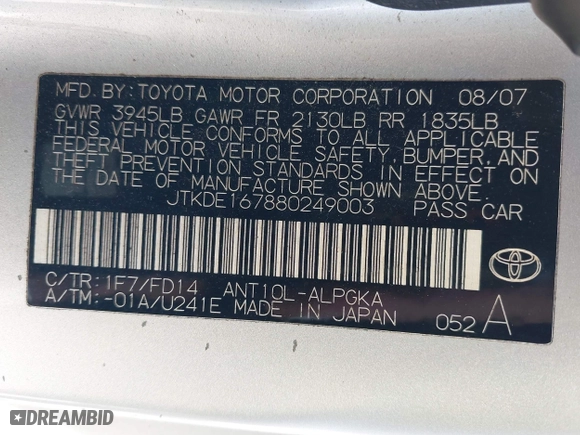 MFD. BY: TOYOTA MOTOR CORPORATION 08/07
GVWR 3945LB GAWR FR 2130LB RR 1835LB
THIS VEHICLE CONFORMS TO ALL APPLICABLE
FEDERAL MOTOR VEHICLE SAFETY, BUMPER, AND
THEFT PREVENTION STANDARDS IN EFFECT ON
THE DATE OF MANUFACTURE SHOWN ABOVE.
JTKDE167880249003 PASS CAR
C/TR: 1F7/FD14 ANT10L-ALPGKA
A/TM: -01A/U241E MADE IN JAPAN 052 A
DREAMBID